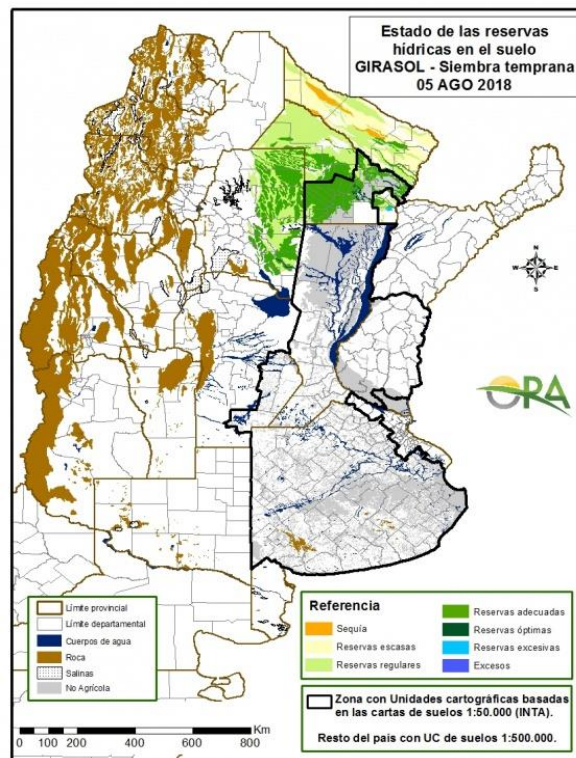 Estado de las reservas
hídricas en el suelo
GIRASOL - Siembra temprana
05 AGO 2018
N
W
E
S
ORA
Límite provincial
Límite departamental
Cuerpos de agua
Roca
Salinas
No Agrícola
Referencia
Sequía
Reservas escasas
Reservas regulares
Reservas adecuadas
Reservas óptimas
Reservas excesivas
Excesos
Zona con Unidades cartográficas basadas
en las cartas de suelos 1:50.000 (INTA).
Resto del país con UC de suelos 1:500.000.
Km
0 100 200 400 600 800